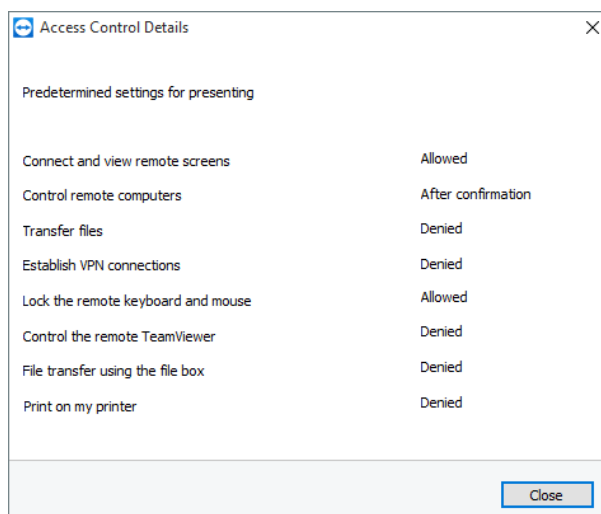 Access Control Details
Predetermined settings for presenting
Connect and view remote screens Allowed
Control remote computers After confirmation
Transfer files Denied
Establish VPN connections Denied
Lock the remote keyboard and mouse Allowed
Control the remote TeamViewer Denied
File transfer using the file box Denied
Print on my printer Denied
Close